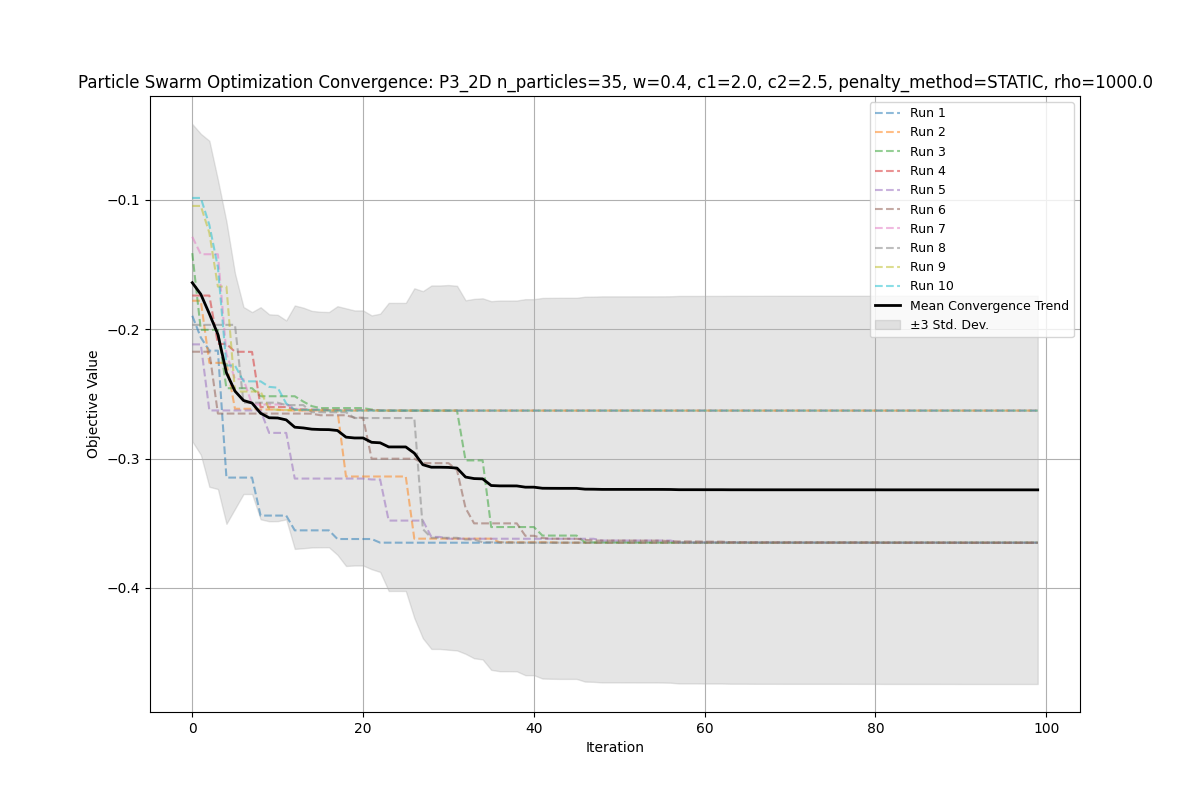 Particle Swarm Optimization Convergence: P3_2D n_particles=35, w=0.4, c1=2.0, c2=2.5, penalty_method=STATIC, rho=1000.0
Run 1
Run 2
Run 3
Run 4
Run 5
Run 6
Run 7
Run 8
Run 9
Run 10
Mean Convergence Trend
±3 Std. Dev.
Objective Value
−0.1
−0.2
−0.3
−0.4
0 20 40 60 80 100
Iteration